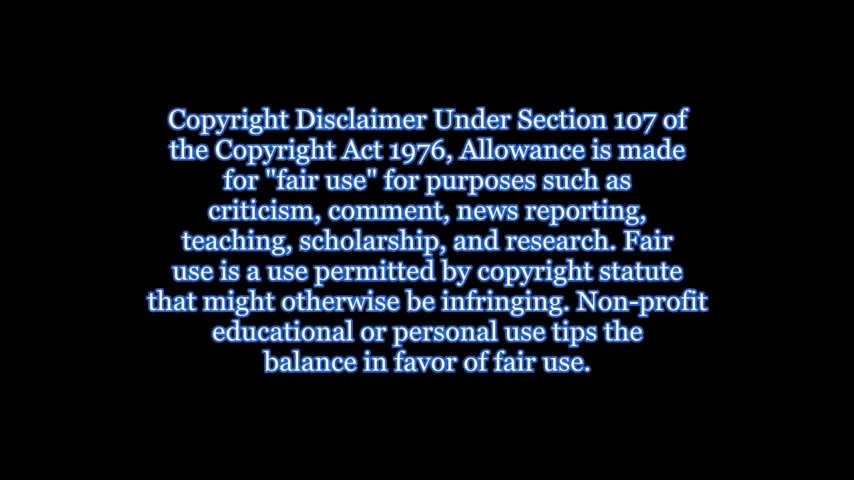 Copyright Disclaimer Under Section 107 of
the Copyright Act 1976, Allowance is made
for "fair use" for purposes such as
criticism, comment, news reporting,
teaching, scholarship, and research. Fair
use is a use permitted by copyright statute
that might otherwise be infringing. Non-profit
educational or personal use tips the
balance in favor of fair use.